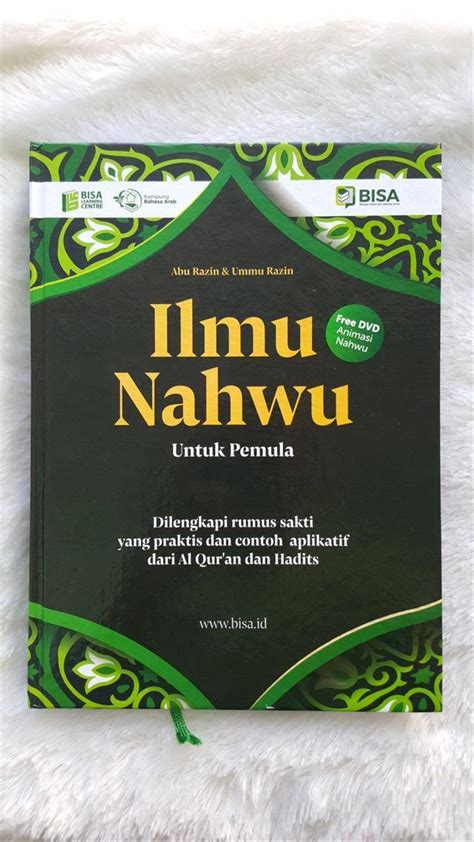 BISA
LEARNING
CENTRE
Kampung
Bahasa Arab
BISA
Abu Razin & Ummu Razin
Ilmu
Nahwu
Free DVD
Animasi
Nahwu
Untuk Pemula
Dilengkapi rumus sakti
yang praktis dan contoh aplikatif
dari Al Qur'an dan Hadits
www.bisa.id